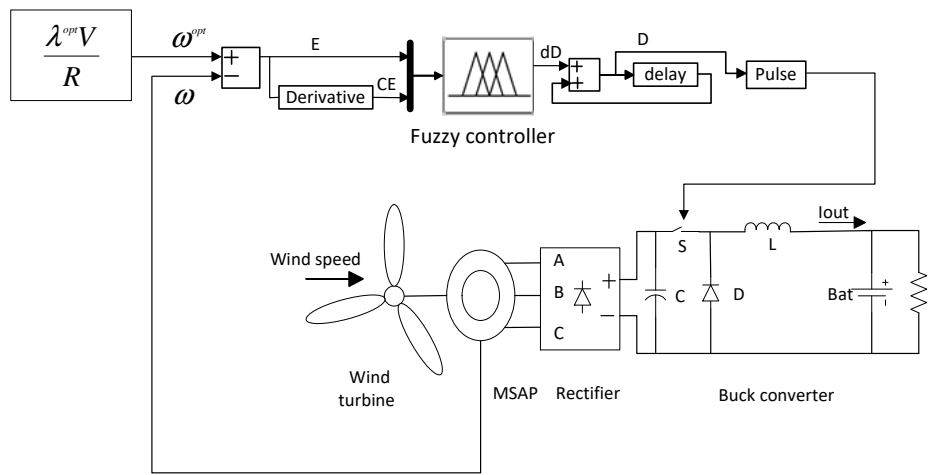 λ^opt V
R
ω^opt
+
−
ω
E
Derivative
CE
Fuzzy controller
dD
+
+
D
delay
Pulse
Wind speed
Wind
turbine
A
B
C
+
−
MSAP
Rectifier
S
C
D
L
Iout
Bat
+
−
Buck converter